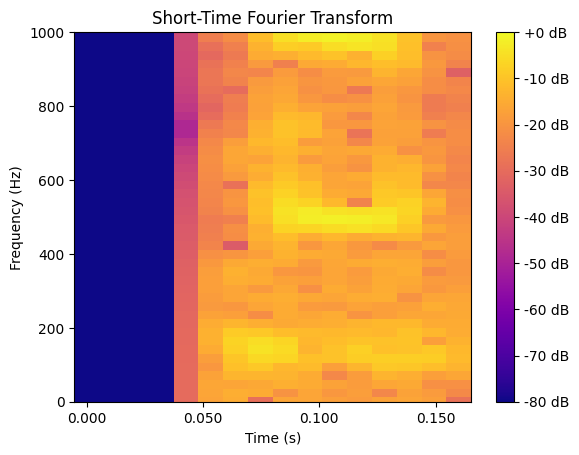 Short-Time Fourier Transform
1000
800
600
400
200
0
Frequency (Hz)
0.000
0.050
0.100
0.150
Time (s)
+0 dB
-10 dB
-20 dB
-30 dB
-40 dB
-50 dB
-60 dB
-70 dB
-80 dB